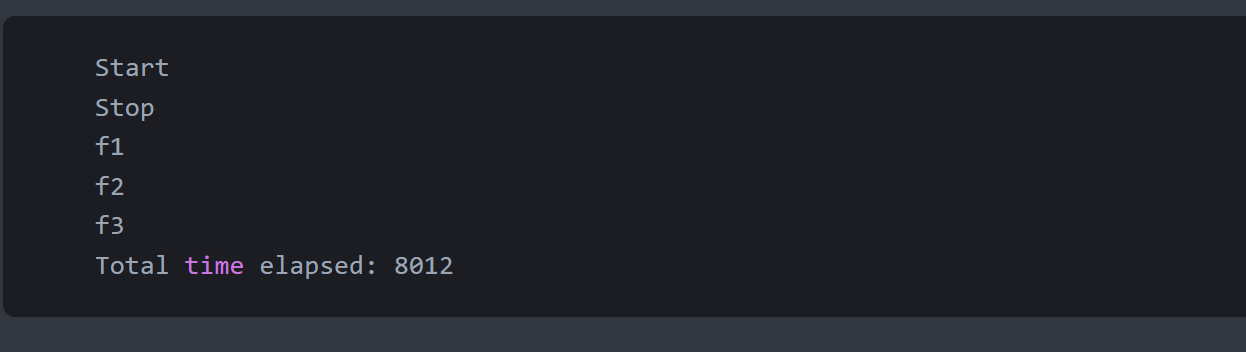 Start
Stop
f1
f2
f3
Total time elapsed: 8012